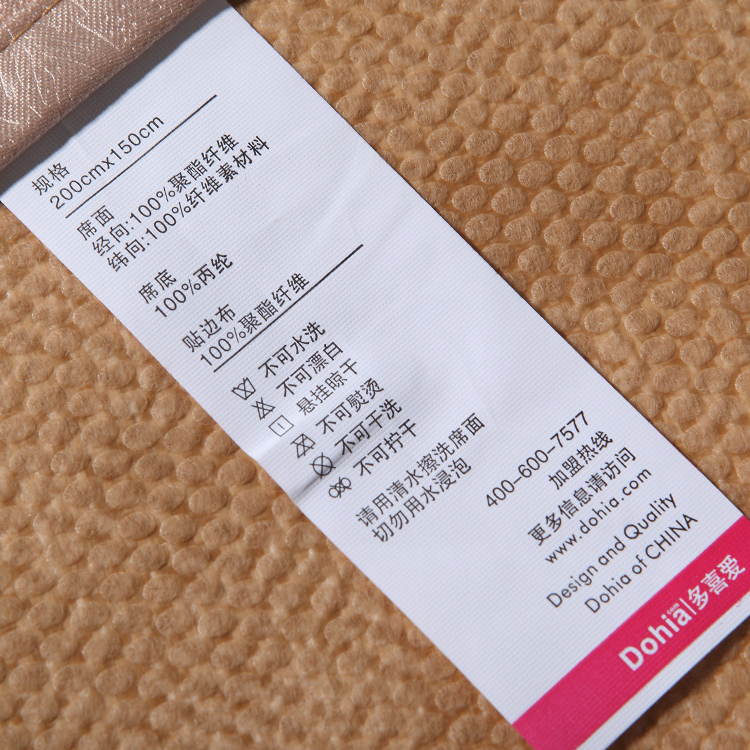 规格
200cmx150cm
席面
经向:100%聚酯纤维
纬向:100%纤维素材料
席底
100%丙纶
贴边布
100%聚酯纤维
不可水洗
不可漂白
悬挂晾干
不可熨烫
不可干洗
不可拧干
请用清水擦洗席面
切勿用水浸泡
400-600-7577
加盟热线
更多信息请访问
www.dohia.com
Design and Quality
Dohia of CHINA
Dohia.com|多喜爱